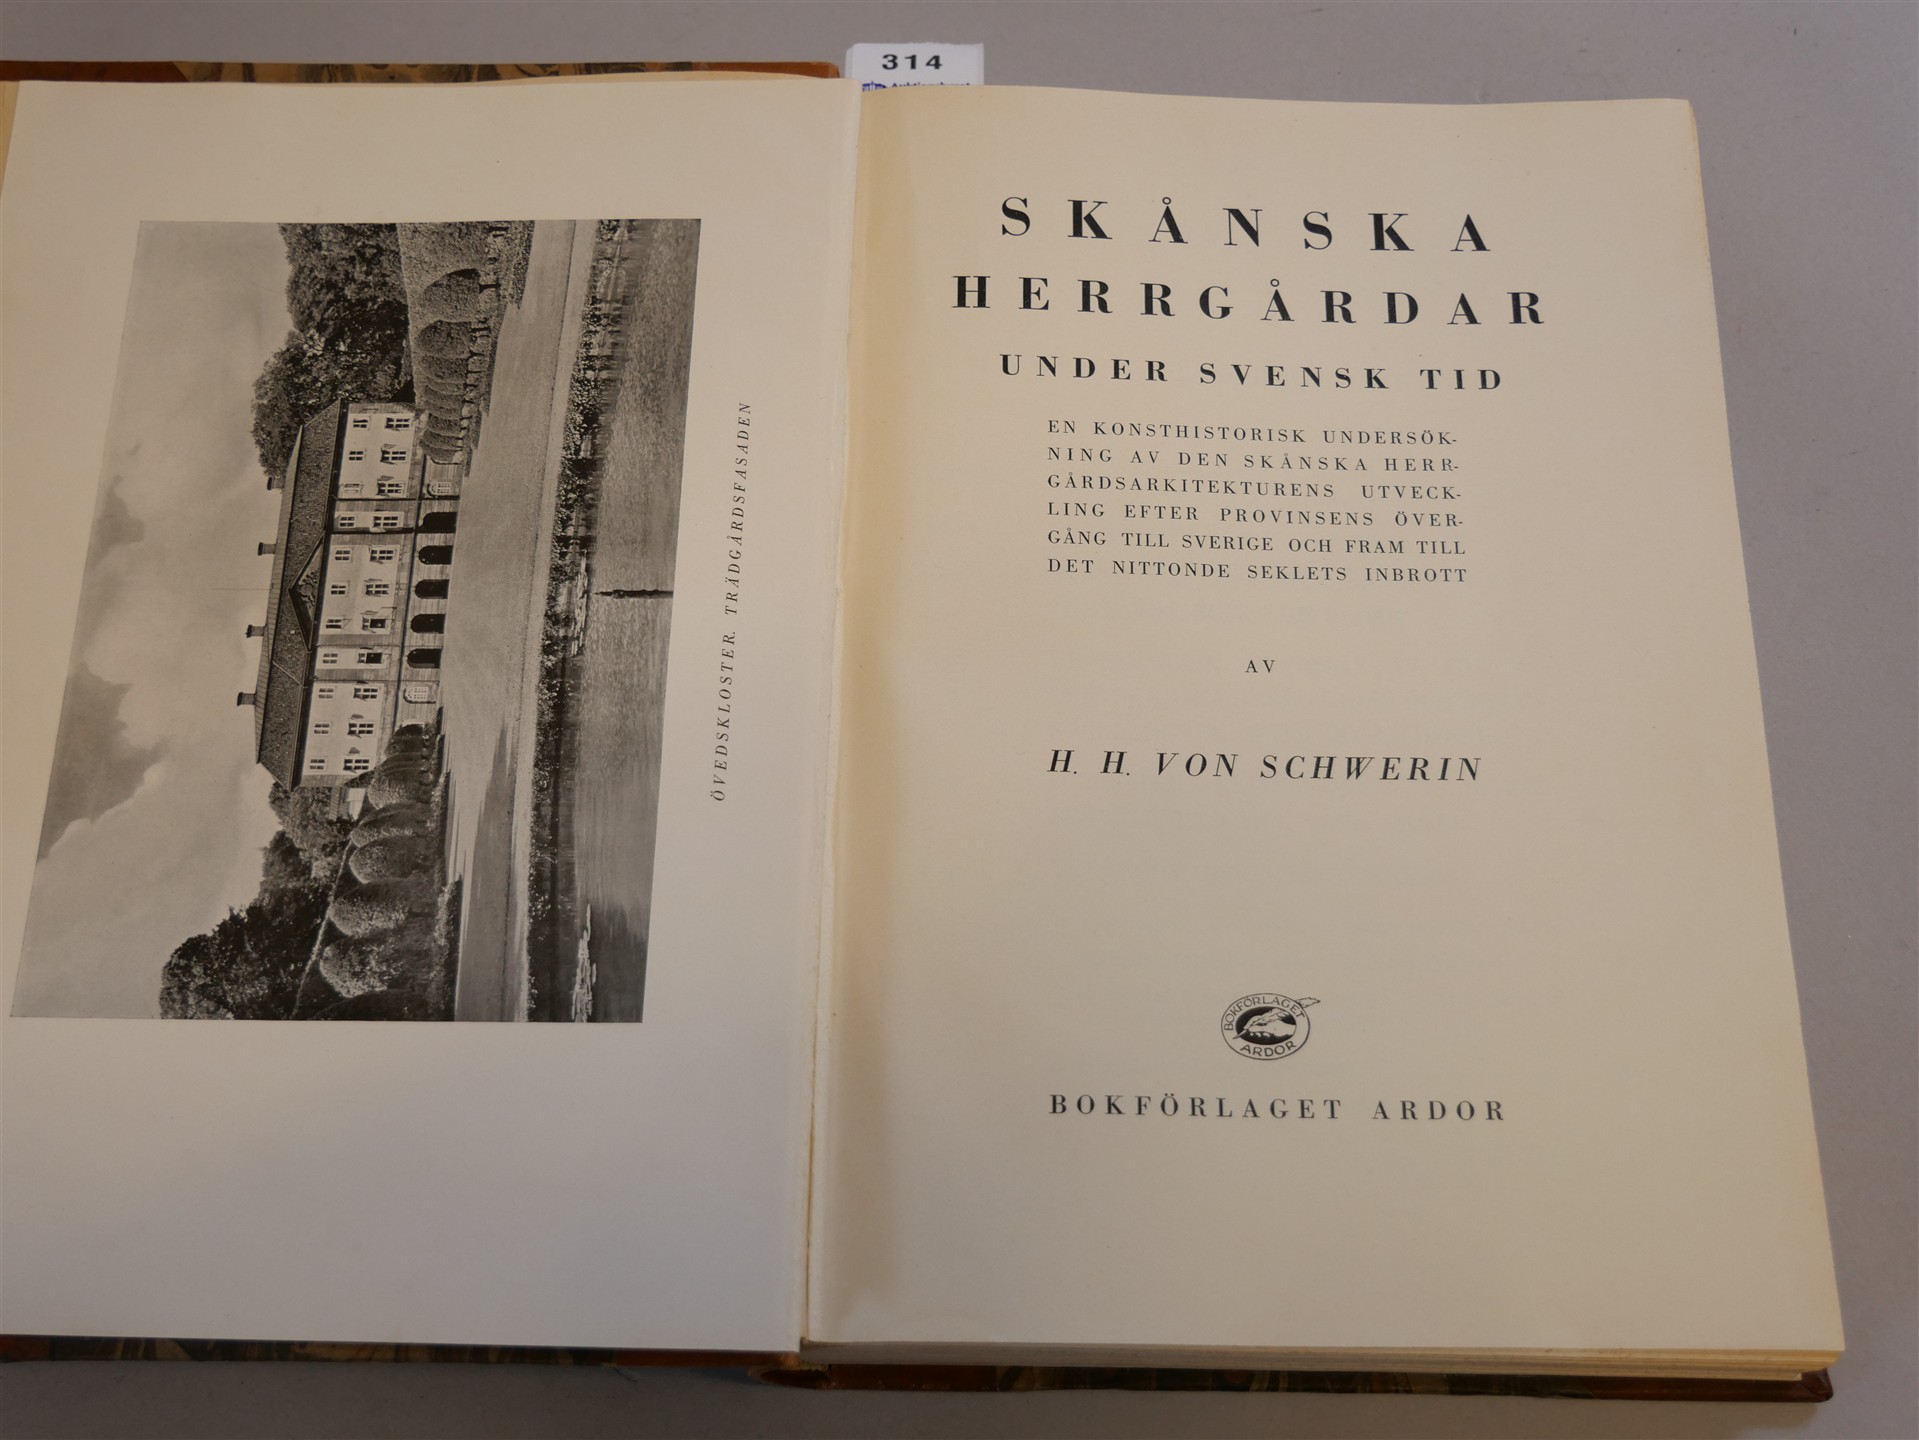 314
ÖVEDSKLOSTER. TRÄDGÅRDSFASADEN
SKÅNSKA
HERRGÅRDAR
UNDER SVENSK TID
EN KONSTHISTORISK UNDERSÖK-
NING AV DEN SKÅNSKA HERR-
GÅRDSARKITEKTURENS UTVECK-
LING EFTER PROVINSENS ÖVER-
GÅNG TILL SVERIGE OCH FRAM TILL
DET NITTONDE SEKLETS INBROTT
AV
H. H. VON SCHWERIN
BOKFÖRLAGET
ARDOR
BOKFÖRLAGET ARDOR